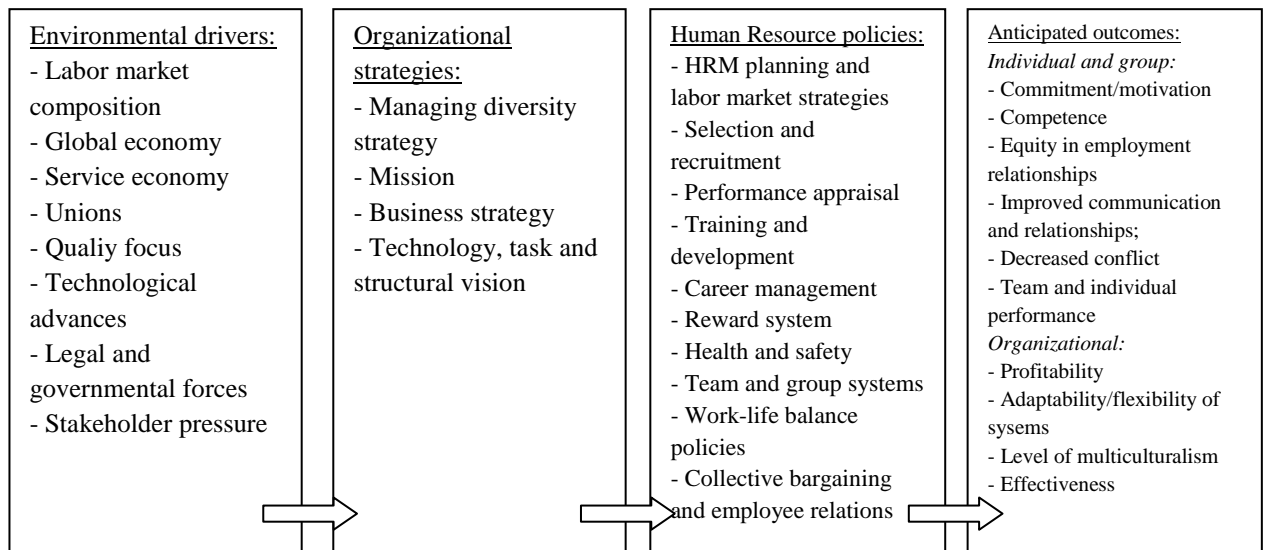 Environmental drivers:
- Labor market
composition
- Global economy
- Service economy
- Unions
- Qualiy focus
- Technological
advances
- Legal and
governmental forces
- Stakeholder pressure
Organizational
strategies:
- Managing diversity
strategy
- Mission
- Business strategy
- Technology, task and
structural vision
Human Resource policies:
- HRM planning and
labor market strategies
- Selection and
recruitment
- Performance appraisal
- Training and
development
- Career management
- Reward system
- Health and safety
- Team and group systems
- Work-life balance
policies
- Collective bargaining
and employee relations
Anticipated outcomes:
Individual and group:
- Commitment/motivation
- Competence
- Equity in employment
relationships
- Improved communication
and relationships;
- Decreased conflict
- Team and individual
performance
Organizational:
- Profitability
- Adaptability/flexibility of
sysems
- Level of multiculturalism
- Effectiveness